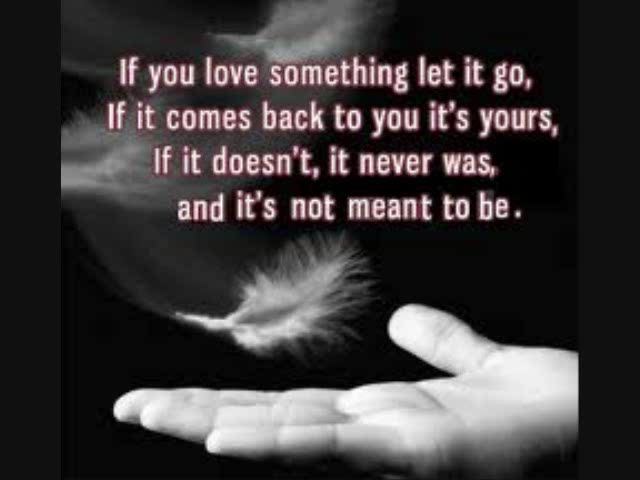 If you love something let it go,
If it comes back to you it's yours,
If it doesn't, it never was,
and it's not meant to be.